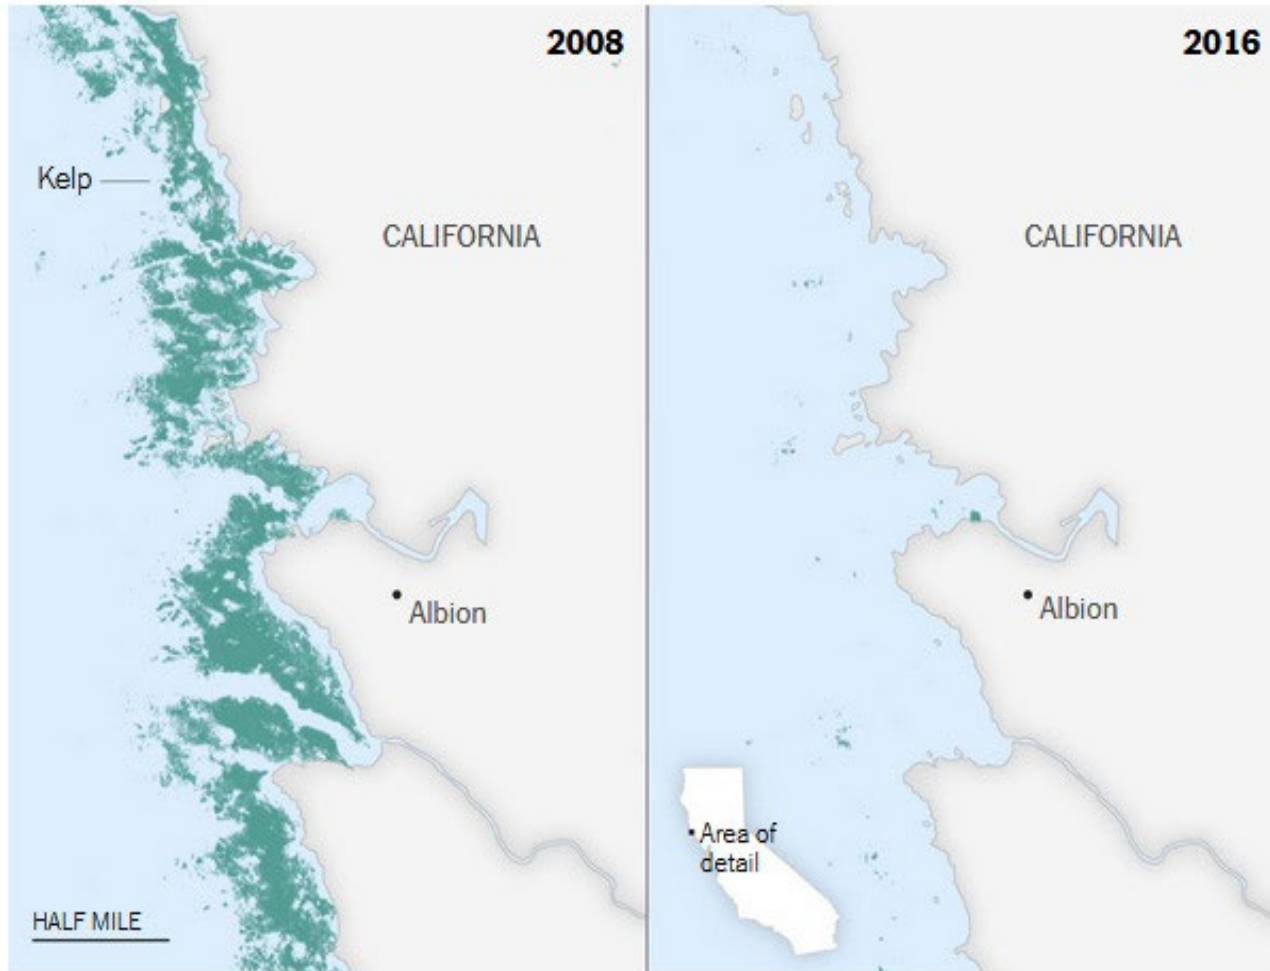 2008
Kelp
CALIFORNIA
Albion
HALF MILE
2016
CALIFORNIA
Albion
Area of
detail